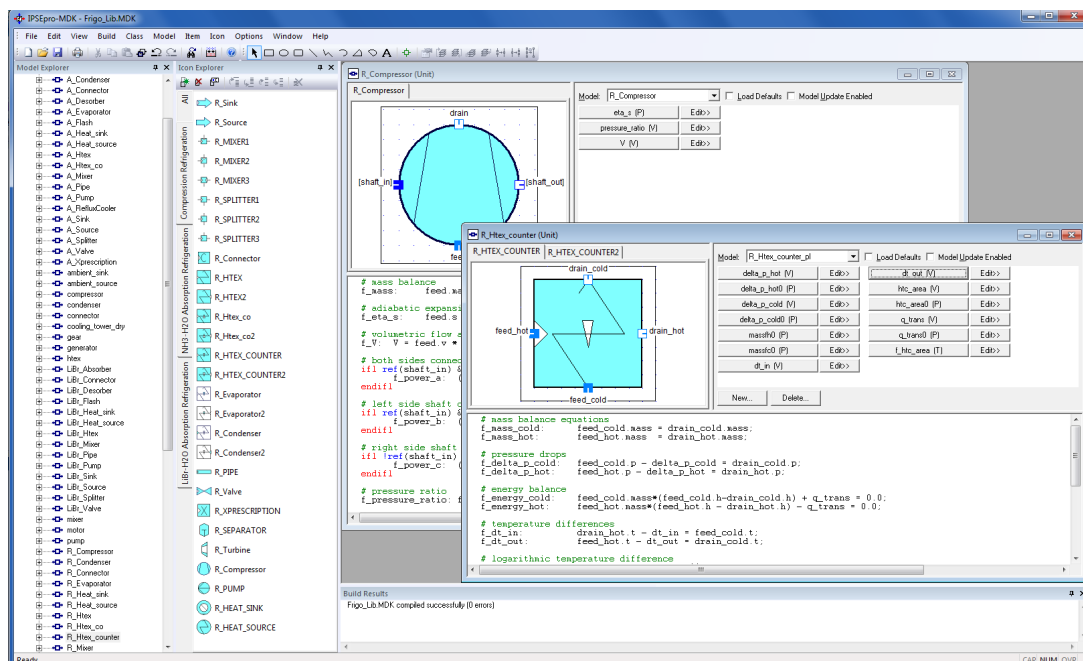 IPSEpro-MDK - Frigo_Lib.MDK
File Edit View Build Class Model Item Icon Options Window Help
Model Explorer
A_Condenser
A_Connector
A_Desorber
A_Evaporator
A_Flash
A_Heat_sink
A_Heat_source
A_Htex
A_Htex_co
A_Mixer
A_Pipe
A_Pump
A_RefluxCooler
A_Sink
A_Source
A_Splitter
A_Valve
A_Xprescription
ambient_sink
ambient_source
compressor
condenser
connector
cooling_tower_dry
gear
generator
htex
LiBr_Absorber
LiBr_Connector
LiBr_Desorber
LiBr_Flash
LiBr_Heat_sink
LiBr_Heat_source
LiBr_Htex
LiBr_Mixer
LiBr_Pipe
LiBr_Pump
LiBr_Sink
LiBr_Source
LiBr_Splitter
LiBr_Valve
mixer
motor
pump
R_Compressor
R_Condenser
R_Connector
R_Evaporator
R_Heat_sink
R_Heat_source
R_Htex
R_Htex_co
R_Htex_counter
R_Mixer
Icon Explorer
All
Compression Refrigeration
NH3-H2O Absorption Refrigeration
LiBr-H2O Absorption Refrigeration
R_Sink
R_Source
R_MIXER1
R_MIXER2
R_MIXER3
R_SPLITTER1
R_SPLITTER2
R_SPLITTER3
R_Connector
R_HTEX
R_HTEX2
R_Htex_co
R_Htex_co2
R_HTEX_COUNTER
R_HTEX_COUNTER2
R_Evaporator
R_Evaporator2
R_Condenser
R_Condenser2
R_PIPE
R_Valve
R_XPRESCRIPTION
R_SEPARATOR
R_Turbine
R_Compressor
R_PUMP
R_HEAT_SINK
R_HEAT_SOURCE
R_Compressor (Unit)
R_Compressor
drain
[shaft_in]
[shaft_out]
Model: R_Compressor Load Defaults Model Update Enabled
eta_s (P) Edit>>
pressure_ratio (V) Edit>>
V (V) Edit>>
# mass balance
f_mass: feed.ma
# adiabatic expansi
f_eta_s: feed.s
# volumetric flow a
f_V: V = feed.v *
# both sides connec
ifl ref(shaft_in) &
f_power_a: (
endifl
# left side shaft c
ifl ref(shaft_in) &
f_power_b: (
endifl
# right side shaft
ifl !ref(shaft_in)
f_power_c: (
endifl
# pressure ratio
f_pressure_ratio: f
R_Htex_counter (Unit)
R_HTEX_COUNTER R_HTEX_COUNTER2
drain_cold
feed_hot
drain_hot
feed_cold
Model: R_Htex_counter_pl Load Defaults Model Update Enabled
delta_p_hot (V) Edit>> dt_out (V) Edit>>
delta_p_hot0 (P) Edit>> htc_area (V) Edit>>
delta_p_cold (V) Edit>> htc_area0 (P) Edit>>
delta_p_cold0 (P) Edit>> q_trans (V) Edit>>
massfh0 (P) Edit>> q_trans0 (P) Edit>>
massfc0 (P) Edit>> f_htc_area (T) Edit>>
dt_in (V) Edit>>
New... Delete...
# mass balance equations
f_mass_cold: feed_cold.mass = drain_cold.mass;
f_mass_hot: feed_hot.mass = drain_hot.mass;
# pressure drops
f_delta_p_cold: feed_cold.p - delta_p_cold = drain_cold.p;
f_delta_p_hot: feed_hot.p - delta_p_hot = drain_hot.p;
# energy balance
f_energy_cold: feed_cold.mass*(feed_cold.h-drain_cold.h) + q_trans = 0.0;
f_energy_hot: feed_hot.mass*(feed_hot.h - drain_hot.h) - q_trans = 0.0;
# temperature differences
f_dt_in: drain_hot.t - dt_in = feed_cold.t;
f_dt_out: feed_hot.t - dt_out = drain_cold.t;
# logarithmic temperature difference
Build Results
Frigo_Lib.MDK compiled successfully (0 errors)
Ready
CAP NUM OVR